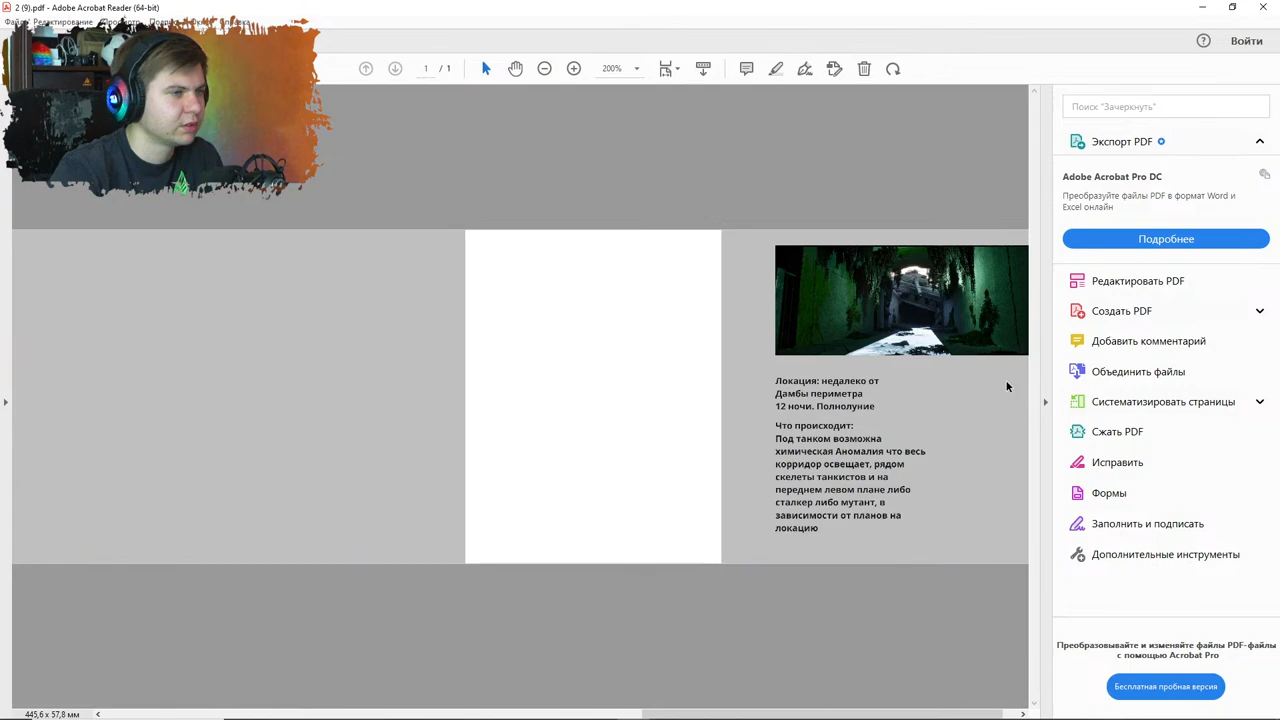 2 (9).pdf - Adobe Acrobat Reader (64-bit)
Файл Редактирование Просмотр Справка
Войти
1 / 1
200%
Поиск "Зачеркнуть"
Экспорт PDF
Adobe Acrobat Pro DC
Преобразуйте файлы PDF в формат Word и
Excel онлайн
Подробнее
Редактировать PDF
Создать PDF
Добавить комментарий
Объединить файлы
Систематизировать страницы
Сжать PDF
Исправить
Формы
Заполнить и подписать
Дополнительные инструменты
Преобразовывайте и изменяйте файлы PDF-файлы
с помощью Acrobat Pro
Бесплатная пробная версия
Локация: недалеко от
Дамбы периметра
12 ночи. Полнолуние
Что происходит:
Под танком возможна
химическая Аномалия что весь
корридор освещает, рядом
скелеты танкистов и на
переднем левом плане либо
сталкер либо мутант, в
зависимости от планов на
локацию
445,6 x 57,8 мм